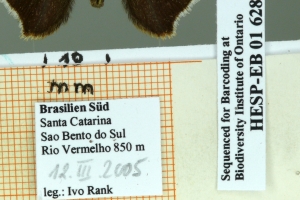 10
mm
Brasilien Süd
Santa Catarina
Sao Bento do Sul
Rio Vermelho 850 m
12.III.2005
leg.: Ivo Rank
Sequenced for Barcoding at
Biodiversity Institute of Ontario
HESP-EB 01 628